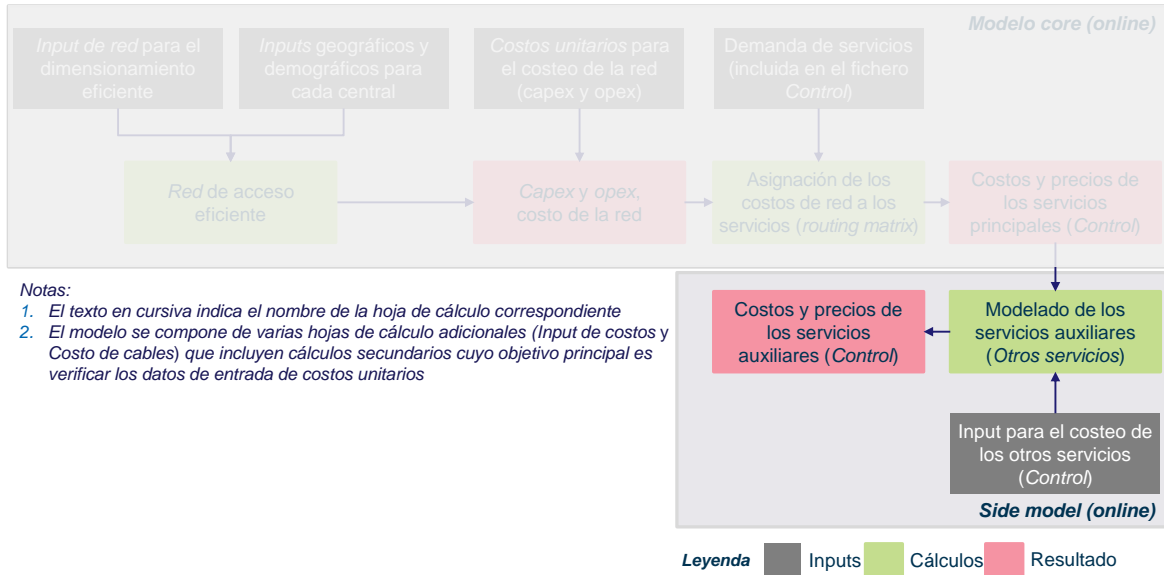 Modelo core (online)
Input de red para el
dimensionamiento
eficiente
Inputs geográficos y
demográficos para
cada central
Costos unitarios para
el costeo de la red
(capex y opex)
Demanda de servicios
(incluida en el fichero
Control)
Red de acceso
eficiente
Capex y opex,
costo de la red
Asignación de los
costos de red a los
servicios (routing matrix)
Costos y precios de
los servicios
principales (Control)
Notas:
1. El texto en cursiva indica el nombre de la hoja de cálculo correspondiente
2. El modelo se compone de varias hojas de cálculo adicionales (Input de costos y
Costo de cables) que incluyen cálculos secundarios cuyo objetivo principal es
verificar los datos de entrada de costos unitarios
Costos y precios de
los servicios
auxiliares (Control)
Modelado de los
servicios auxiliares
(Otros servicios)
Input para el costeo de
los otros servicios
(Control)
Side model (online)
Leyenda Inputs Cálculos Resultado